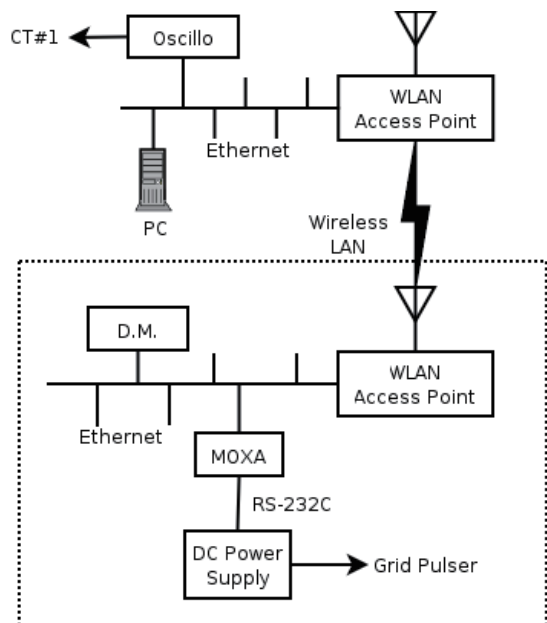 CT#1
Oscillo
WLAN
Access Point
Ethernet
PC
Wireless
LAN
D.M.
WLAN
Access Point
Ethernet
MOXA
RS-232C
DC Power
Supply
Grid Pulser